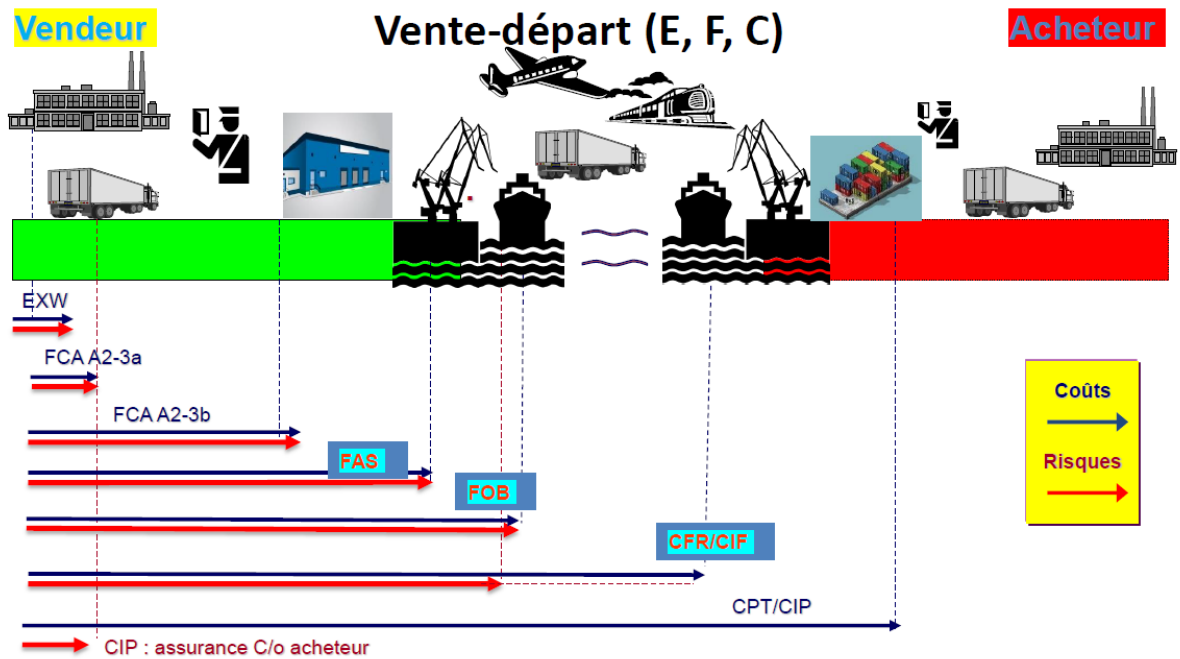 Vendeur
Vente-départ (E, F, C)
Acheteur
EXW
FCA A2-3a
FCA A2-3b
FAS
FOB
CFR/CIF
CPT/CIP
CIP : assurance C/o acheteur
Coûts
Risques